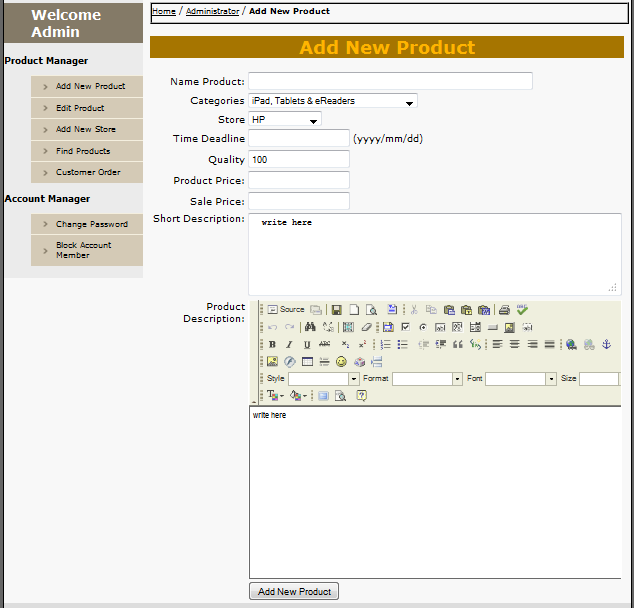 Welcome
Admin
Product Manager
Add New Product
Edit Product
Add New Store
Find Products
Customer Order
Account Manager
Change Password
Block Account
Member
Home / Administrator / Add New Product
Add New Product
Name Product:
Categories iPad, Tablets & eReaders
Store HP
Time Deadline (yyyy/mm/dd)
Quality 100
Product Price:
Sale Price:
Short Description: write here
Product
Description:
Source
B I U ABC x₂ x²
Style Format Font Size
write here
Add New Product